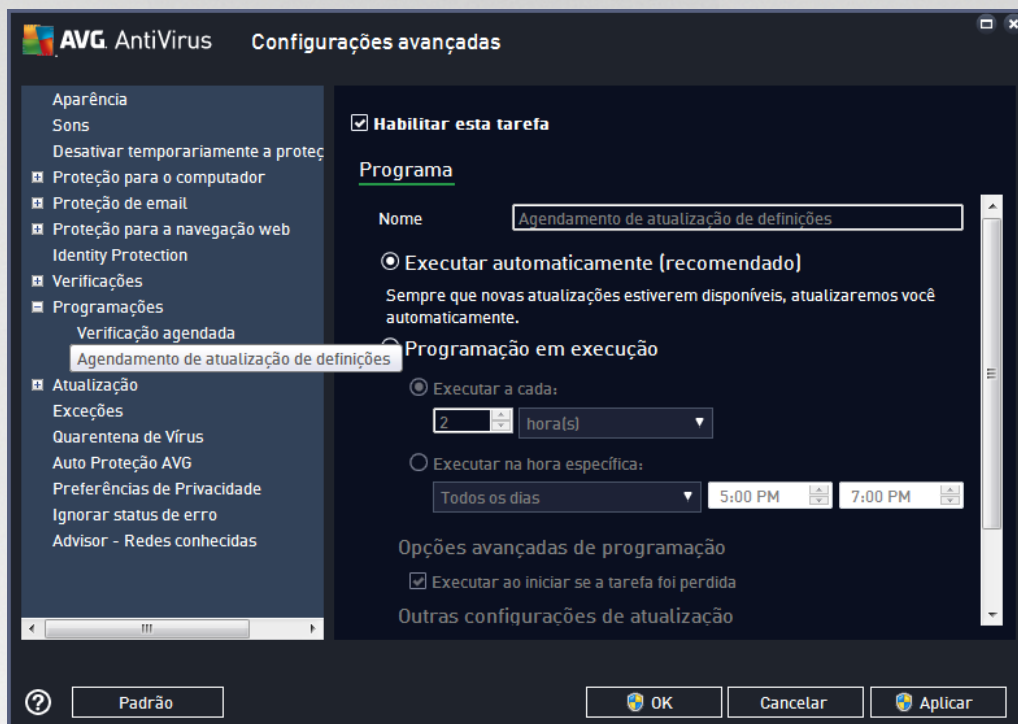 AVG. AntiVirus Configurações avançadas
Aparência
Sons
Desativar temporariamente a proteç
Proteção para o computador
Proteção de email
Proteção para a navegação web
Identity Protection
Verificações
Programações
Verificação agendada
Agendamento de atualização de definições
Atualização
Exceções
Quarentena de Vírus
Auto Proteção AVG
Preferências de Privacidade
Ignorar status de erro
Advisor - Redes conhecidas
Habilitar esta tarefa
Programa
Nome Agendamento de atualização de definições
Executar automaticamente (recomendado)
Sempre que novas atualizações estiverem disponíveis, atualizaremos você
automaticamente.
Programação em execução
Executar a cada:
2 hora(s)
Executar na hora específica:
Todos os dias 5:00 PM 7:00 PM
Opções avançadas de programação
Executar ao iniciar se a tarefa foi perdida
Outras configurações de atualização
? Padrão OK Cancelar Aplicar